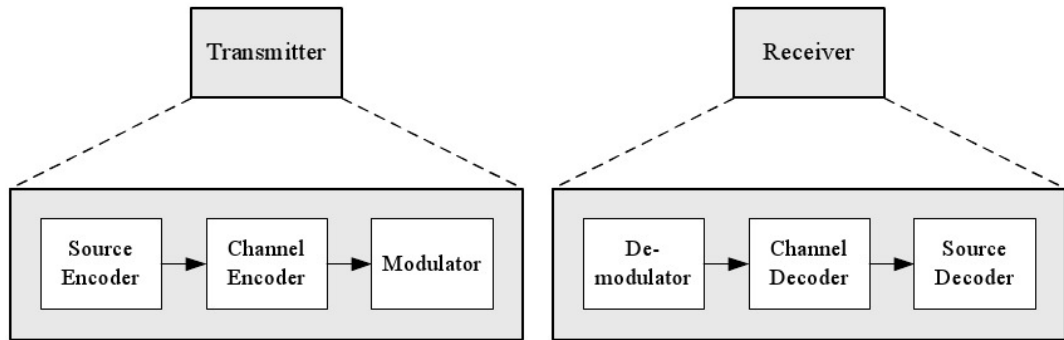 Transmitter
Receiver
Source
Encoder
Channel
Encoder
Modulator
De-
modulator
Channel
Decoder
Source
Decoder